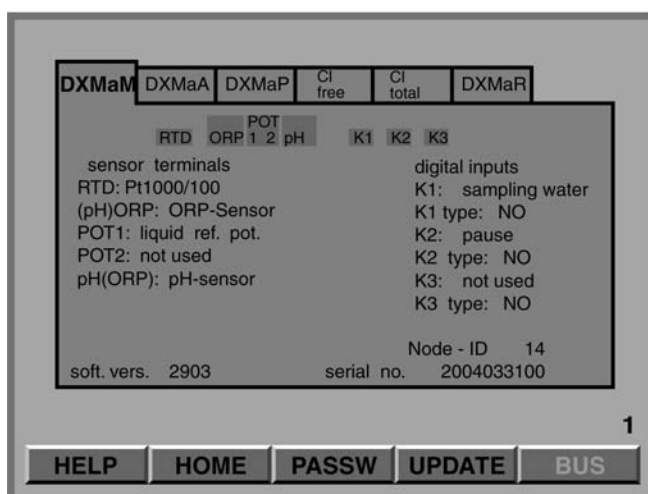 DXMaM DXMaA DXMaP Cl free Cl total DXMaR
POT
RTD ORP 1 2 pH K1 K2 K3
sensor terminals
RTD: Pt1000/100
(pH)ORP: ORP-Sensor
POT1: liquid ref. pot.
POT2: not used
pH(ORP): pH-sensor
digital inputs
K1: sampling water
K1 type: NO
K2: pause
K2 type: NO
K3: not used
K3 type: NO
Node - ID 14
soft. vers. 2903 serial no. 2004033100
1
HELP HOME PASSW UPDATE BUS